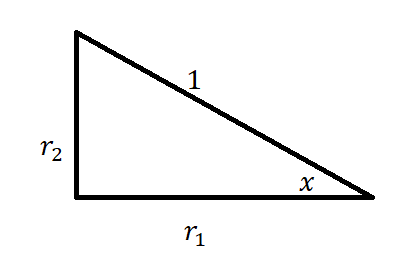 1
r₂
x
r₁